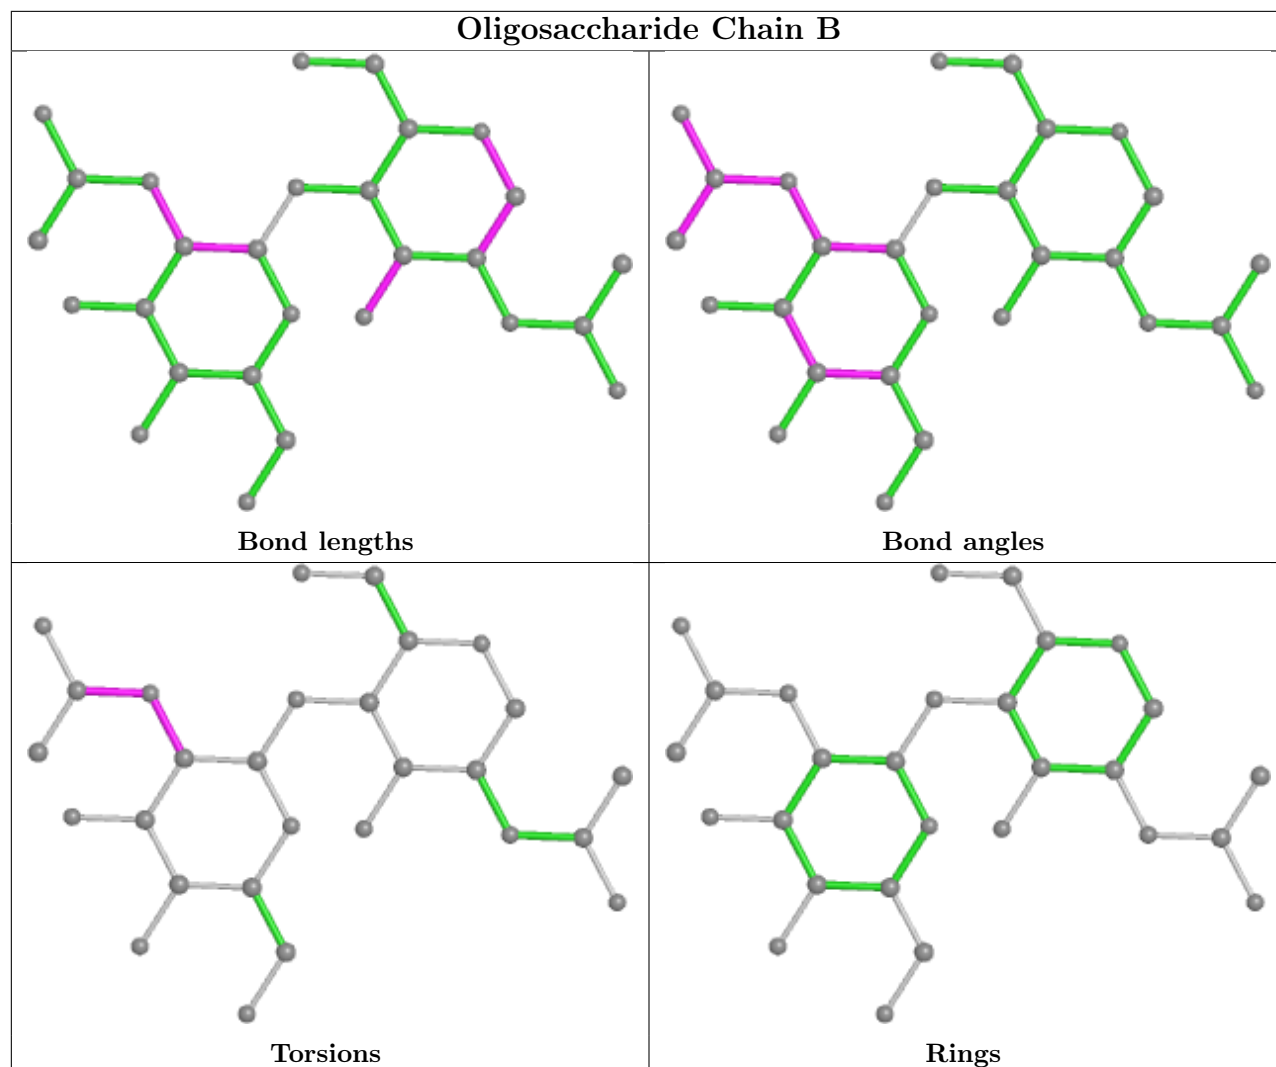 Oligosaccharide Chain B
Bond lengths
Bond angles
Torsions
Rings